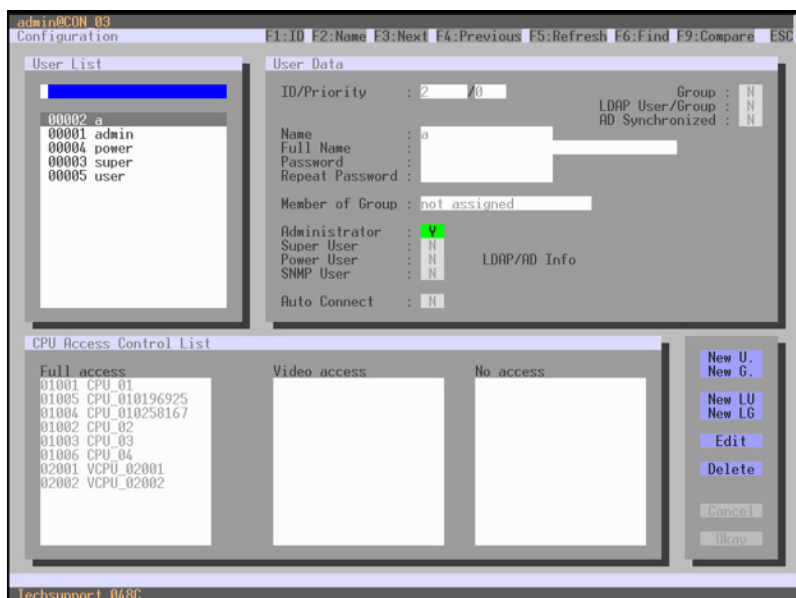 admin@CON_03
Configuration F1:ID F2:Name F3:Next F4:Previous F5:Refresh F6:Find F9:Compare ESC
User List
00002 a
00001 admin
00004 power
00003 super
00005 user
User Data
ID/Priority : 2 /0
Group : N
LDAP User/Group : N
AD Synchronized : N
Name : a
Full Name :
Password :
Repeat Password :
Member of Group : not assigned
Administrator : Y
Super User : N
Power User : N LDAP/AD Info
SNMP User : N
Auto Connect : N
CPU Access Control List
Full access
01001 CPU_01
01005 CPU_010196925
01004 CPU_010258167
01002 CPU_02
01003 CPU_03
01006 CPU_04
02001 VCPU_02001
02002 VCPU_02002
Video access
No access
New U.
New G.
New LU
New LG
Edit
Delete
Cancel
Okay
Techsupport 048C